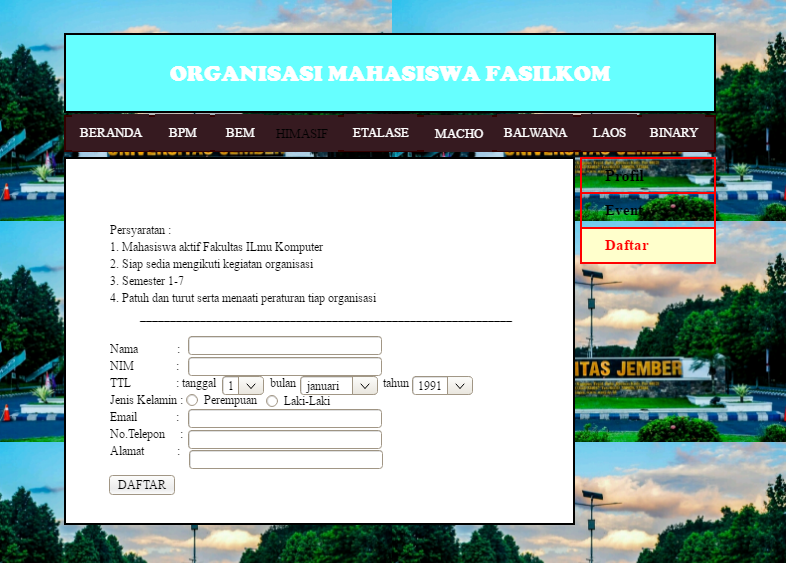 ORGANISASI MAHASISWA FASILKOM
BERANDA BPM BEM HIMASIF ETALASE MACHO BALWANA LAOS BINARY
UNIVERSITAS JEMBER
Profil
Event
Daftar
Persyaratan :
1. Mahasiswa aktif Fakultas ILmu Komputer
2. Siap sedia mengikuti kegiatan organisasi
3. Semester 1-7
4. Patuh dan turut serta menaati peraturan tiap organisasi
Nama :
NIM :
TTL : tanggal 1 bulan januari tahun 1991
Jenis Kelamin : Perempuan Laki-Laki
Email :
No.Telepon :
Alamat :
DAFTAR
ITAS JEMBER